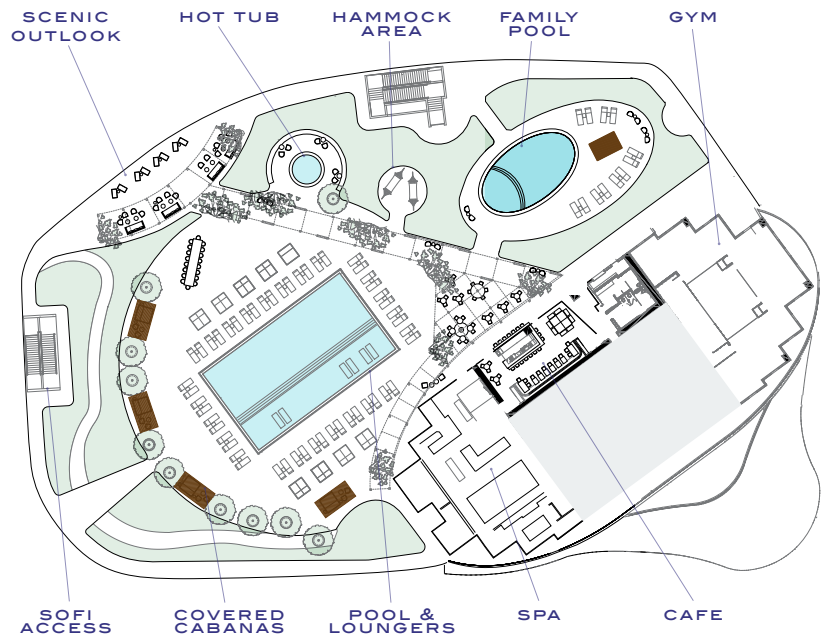 SCENIC
OUTLOOK
HOT TUB
HAMMOCK
AREA
FAMILY
POOL
GYM
SOFI
ACCESS
COVERED
CABANAS
POOL &
LOUNGERS
SPA
CAFE